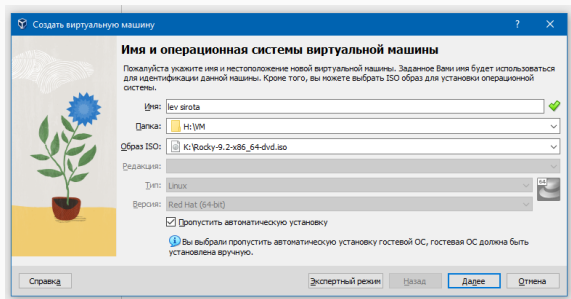 Создать виртуальную машину
Имя и операционная системы виртуальной машины
Пожалуйста укажите имя и местоположение новой виртуальной машины. Заданное Вами имя будет использоваться
для идентификации данной машины. Кроме того, вы можете выбрать ISO образ для установки операционной
системы.
Имя: lev sirota
Папка: H:\VM
Образ ISO: K:\Rocky-9.2-x86_64-dvd.iso
Редакция:
Тип: Linux
64
Версия: Red Hat (64-bit)
Пропустить автоматическую установку
Вы выбрали пропустить автоматическую установку гостевой ОС, гостевая ОС должна быть
установлена вручную.
Справка Экспертный режим Назад Далее Отмена